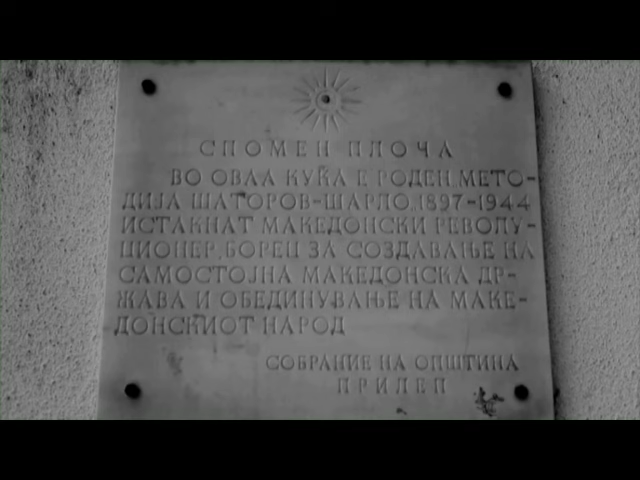 СПОМЕН ПЛОЧА
ВО ОВАА КУЌА Е РОДЕН МЕТО-
ДИЈА ШАТОРОВ-ШАРЛО, 1897-1944
ИСТАКНАТ МАКЕДОНСКИ РЕВОЛУ-
ЦИОНЕР, БОРЕЦ ЗА СОЗДАВАЊЕ НА
САМОСТОЈНА МАКЕДОНСКА ДР-
ЖАВА И ОБЕДИНУВАЊЕ НА МАКЕ-
ДОНСКИОТ НАРОД
СОБРАНИЕ НА ОПШТИНА
ПРИЛЕП